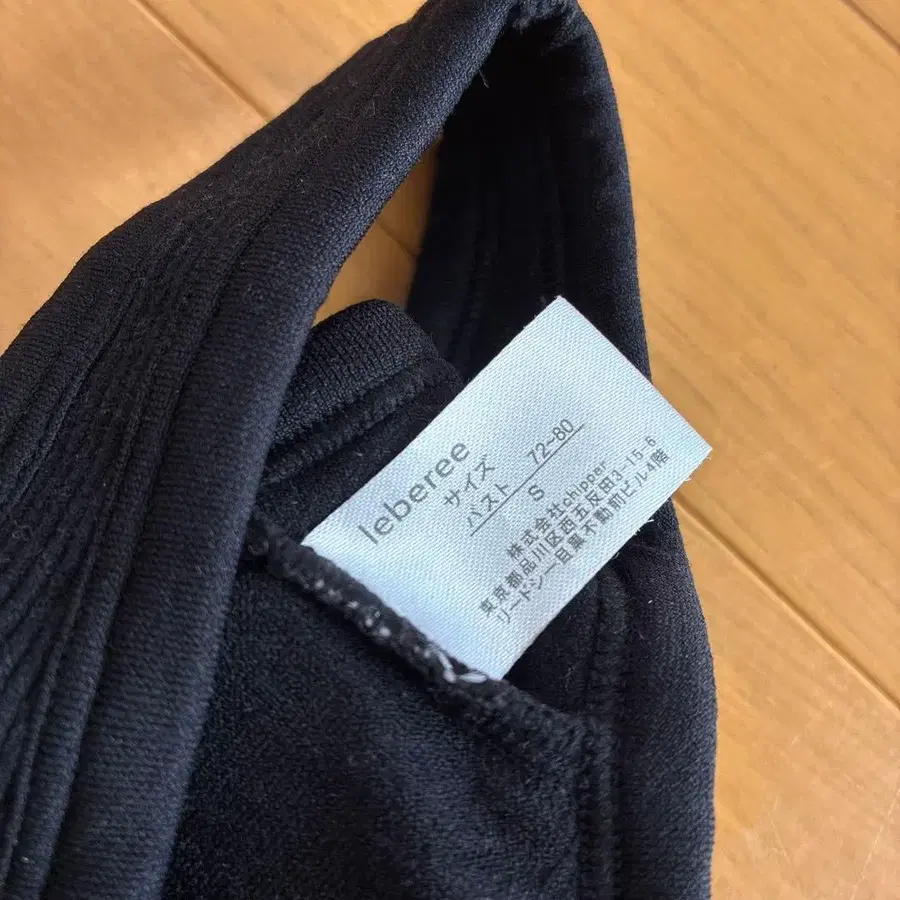 leberee
サイズ
バスト 72~80
S
株式会社chipper
東京都品川区西五反田3-15-6
リードシー目黒不動前ビル4階